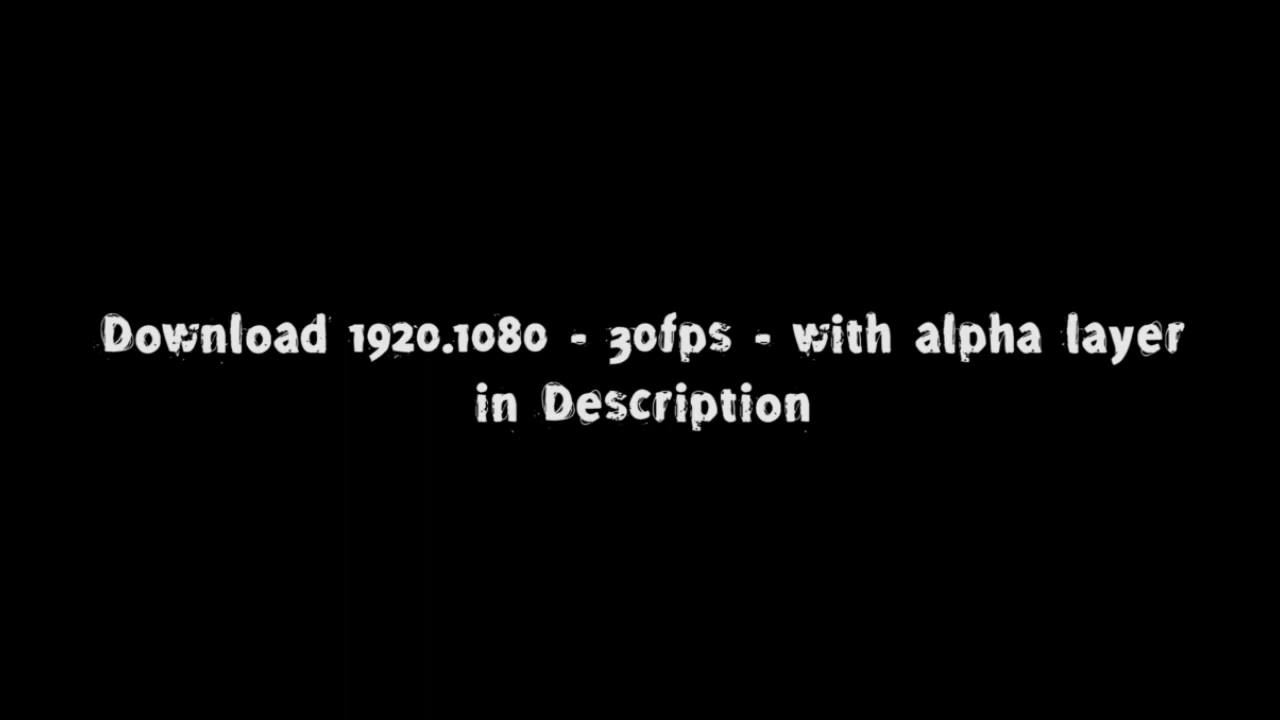 Download 1920.1080 - 30fps - with alpha layer
in Description